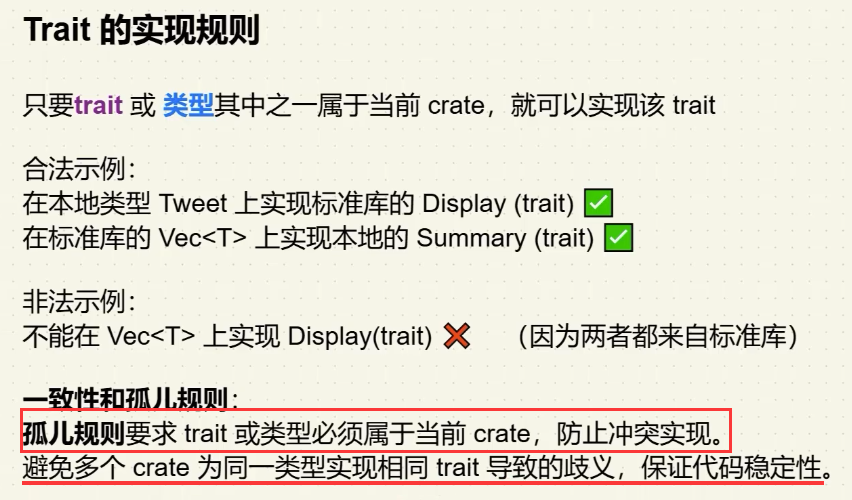 Trait 的实现规则
只要trait 或 类型其中之一属于当前 crate，就可以实现该 trait
合法示例：
在本地类型 Tweet 上实现标准库的 Display (trait) ✅
在标准库的 Vec<T> 上实现本地的 Summary (trait) ✅
非法示例：
不能在 Vec<T> 上实现 Display(trait) ❌ （因为两者都来自标准库）
一致性和孤儿规则：
孤儿规则要求 trait 或类型必须属于当前 crate，防止冲突实现。
避免多个 crate 为同一类型实现相同 trait 导致的歧义，保证代码稳定性。